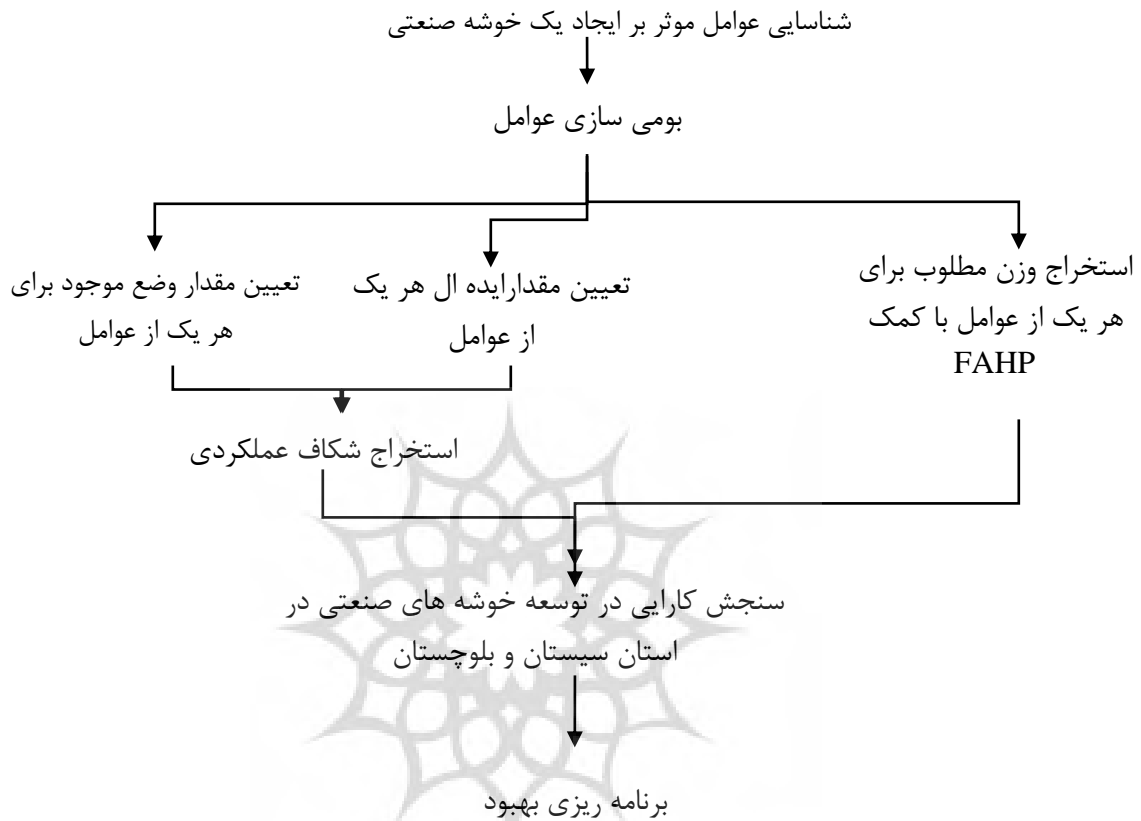 شناسایی عوامل موثر بر ایجاد یک خوشه صنعتی
بومی سازی عوامل
استخراج وزن مطلوب برای
هر یک از عوامل با کمک
FAHP
تعیین مقدارایده ال هر یک
از عوامل
تعیین مقدار وضع موجود برای
هر یک از عوامل
استخراج شکاف عملکردی
سنجش کارایی در توسعه خوشه های صنعتی در
استان سیستان و بلوچستان
برنامه ریزی بهبود